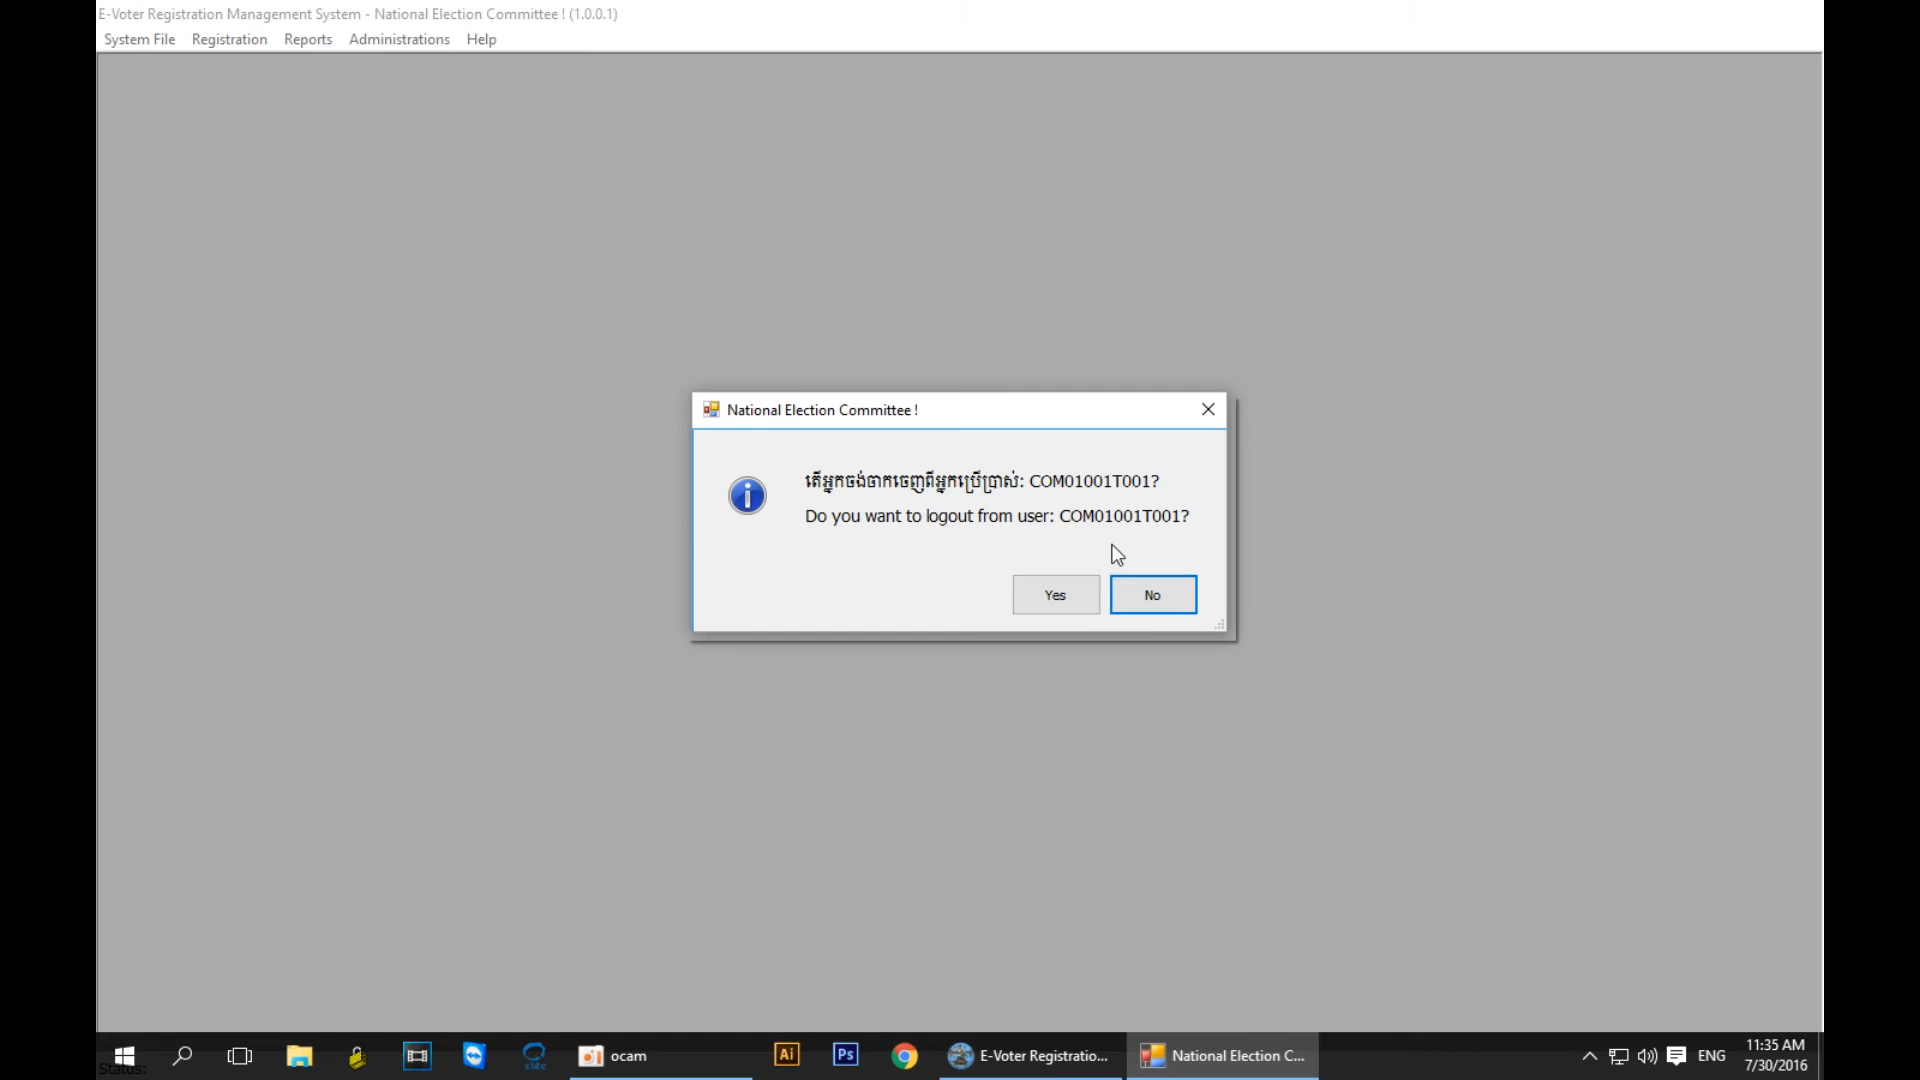 E-Voter Registration Management System - National Election Committee ! (1.0.0.1)
System File Registration Reports Administrations Help
National Election Committee !
តើអ្នកចង់ចាកចេញពីអ្នកប្រើប្រាស់: COM01001T001?
Do you want to logout from user: COM01001T001?
Yes No
Status:
ocam
Ai
Ps
E-Voter Registratio...
National Election C...
ENG
11:35 AM
7/30/2016